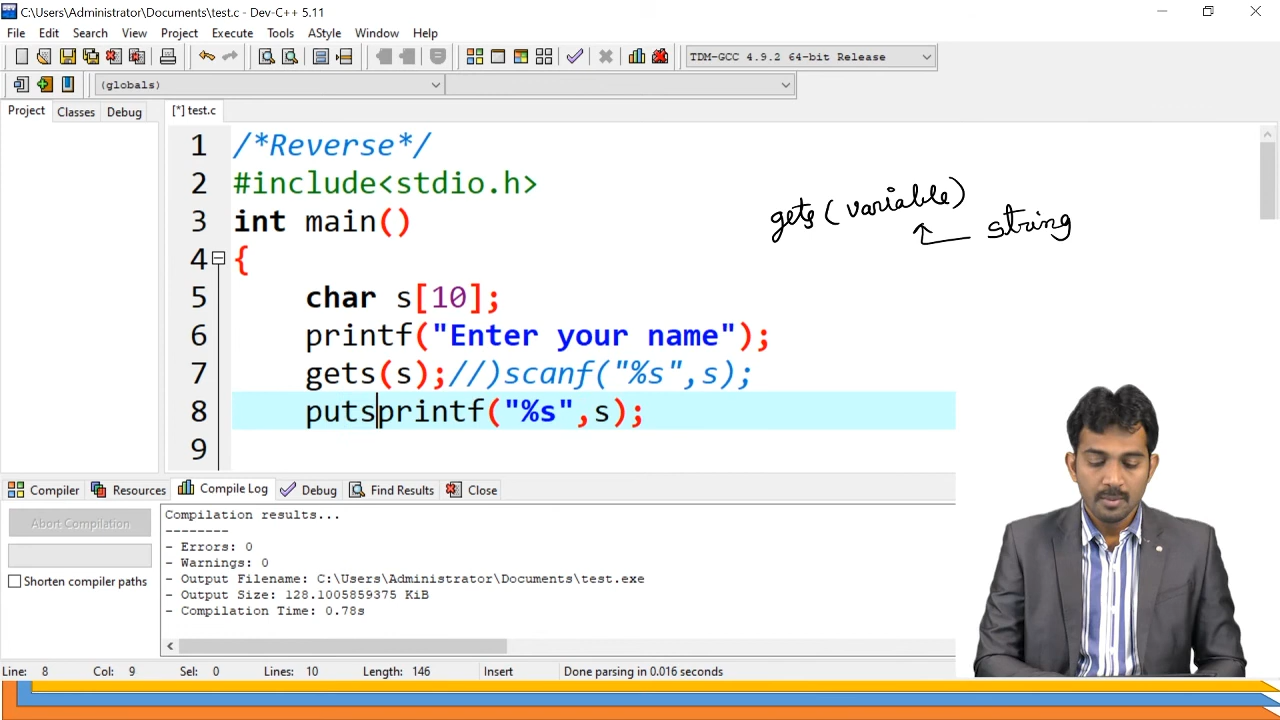 C:\Users\Administrator\Documents\test.c - Dev-C++ 5.11
File Edit Search View Project Execute Tools AStyle Window Help
TDM-GCC 4.9.2 64-bit Release
(globals)
Project Classes Debug
[*] test.c
1 /*Reverse*/
2 #include<stdio.h>
3 int main()
4 {
5 char s[10];
6 printf("Enter your name");
7 gets(s);//)scanf("%s",s);
8 putsprintf("%s",s);
9
gets(variable)
string
Compiler Resources Compile Log Debug Find Results Close
Abort Compilation
Shorten compiler paths
Compilation results...
--------
- Errors: 0
- Warnings: 0
- Output Filename: C:\Users\Administrator\Documents\test.exe
- Output Size: 128.1005859375 KiB
- Compilation Time: 0.78s
Line: 8 Col: 9 Sel: 0 Lines: 10 Length: 146 Insert Done parsing in 0.016 seconds